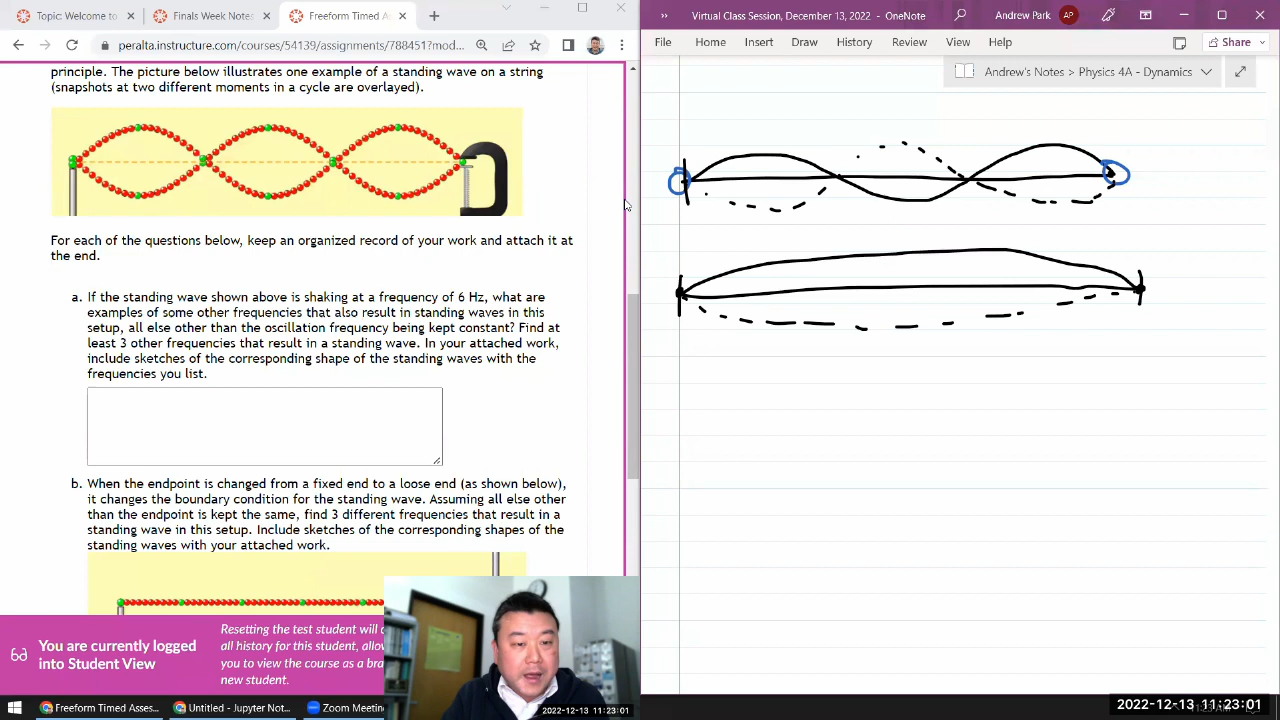 Topic: Welcome to
Finals Week Notes
Freeform Timed A
peralta.instructure.com/courses/54139/assignments/788451?mod...
principle. The picture below illustrates one example of a standing wave on a string
(snapshots at two different moments in a cycle are overlayed).
For each of the questions below, keep an organized record of your work and attach it at
the end.
a. If the standing wave shown above is shaking at a frequency of 6 Hz, what are
examples of some other frequencies that also result in standing waves in this
setup, all else other than the oscillation frequency being kept constant? Find at
least 3 other frequencies that result in a standing wave. In your attached work,
include sketches of the corresponding shape of the standing waves with the
frequencies you list.
b. When the endpoint is changed from a fixed end to a loose end (as shown below),
it changes the boundary condition for the standing wave. Assuming all else other
than the endpoint is kept the same, find 3 different frequencies that result in a
standing wave in this setup. Include sketches of the corresponding shapes of the
standing waves with your attached work.
You are currently logged
into Student View
Resetting the test student will
all history for this student, allo
you to view the course as a bra
new student.
Freeform Timed Asses...
Untitled - Jupyter Not...
Zoom Meetin
2022-12-13 11:23:01
Virtual Class Session, December 13, 2022 - OneNote
Andrew Park
AP
File Home Insert Draw History Review View Help
Share
Andrew's Notes > Physics 4A - Dynamics
2022-12-13 11:23:01